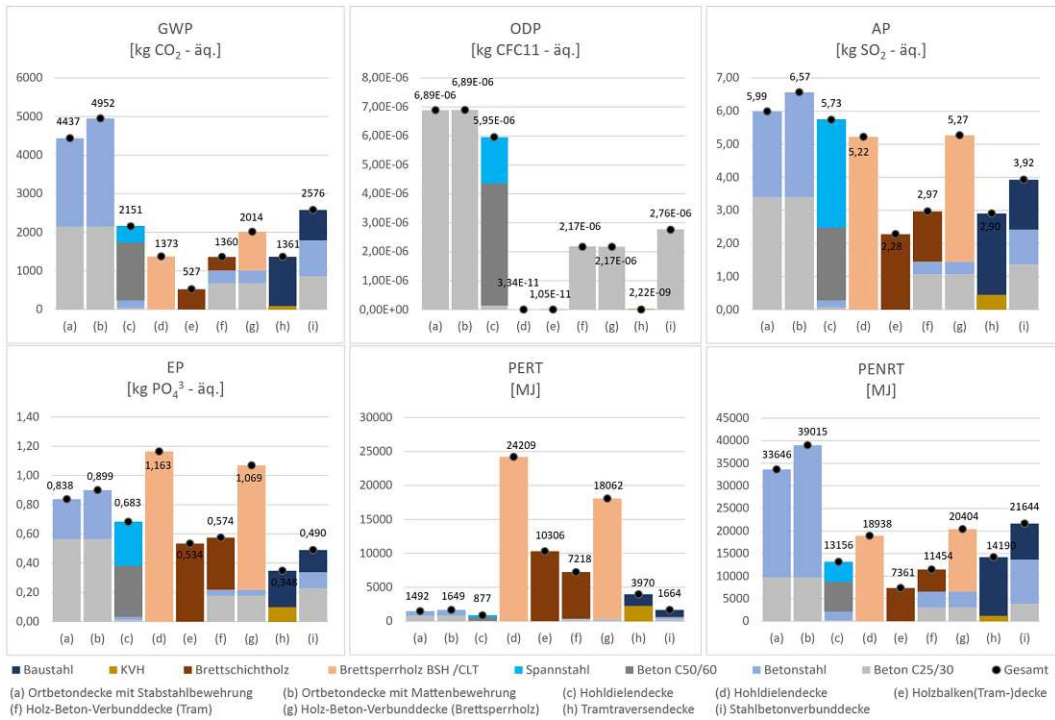 GWP
[kg CO₂ - äq.]
6000
5000
4000
3000
2000
1000
0
4437
4952
2151
1373
527
1360
2014
1361
2576
(a) (b) (c) (d) (e) (f) (g) (h) (i)
ODP
[kg CFC11 - äq.]
8,00E-06
7,00E-06
6,00E-06
5,00E-06
4,00E-06
3,00E-06
2,00E-06
1,00E-06
0,00E+00
6,89E-06
6,89E-06
5,95E-06
3,34E-11
1,05E-11
2,17E-06
2,17E-06
2,22E-09
2,76E-06
(a) (b) (c) (d) (e) (f) (g) (h) (i)
AP
[kg SO₂ - äq.]
7,00
6,00
5,00
4,00
3,00
2,00
1,00
0,00
5,99
6,57
5,73
5,22
2,28
2,97
5,27
2,90
3,92
(a) (b) (c) (d) (e) (f) (g) (h) (i)
EP
[kg PO₄³ - äq.]
1,40
1,20
1,00
0,80
0,60
0,40
0,20
0,00
0,838
0,899
0,683
1,163
0,534
0,574
1,069
0,348
0,490
(a) (b) (c) (d) (e) (f) (g) (h) (i)
PERT
[MJ]
30000
25000
20000
15000
10000
5000
0
1492
1649
877
24209
10306
7218
18062
3970
1664
(a) (b) (c) (d) (e) (f) (g) (h) (i)
PENRT
[MJ]
45000
40000
35000
30000
25000
20000
15000
10000
5000
0
33646
39015
13156
18938
7361
11454
20404
14190
21644
(a) (b) (c) (d) (e) (f) (g) (h) (i)
Baustahl KVH Brettschichtholz Brettsperrholz BSH /CLT Spannstahl Beton C50/60 Betonstahl Beton C25/30 Gesamt
(a) Ortbetondecke mit Stabstahlbewehrung (b) Ortbetondecke mit Mattenbewehrung (c) Hohldielendecke (d) Hohldielendecke (e) Holzbalken(Tram-)decke
(f) Holz-Beton-Verbunddecke (Tram) (g) Holz-Beton-Verbunddecke (Brettsperrholz) (h) Tramtraversendecke (i) Stahlbetonverbunddecke